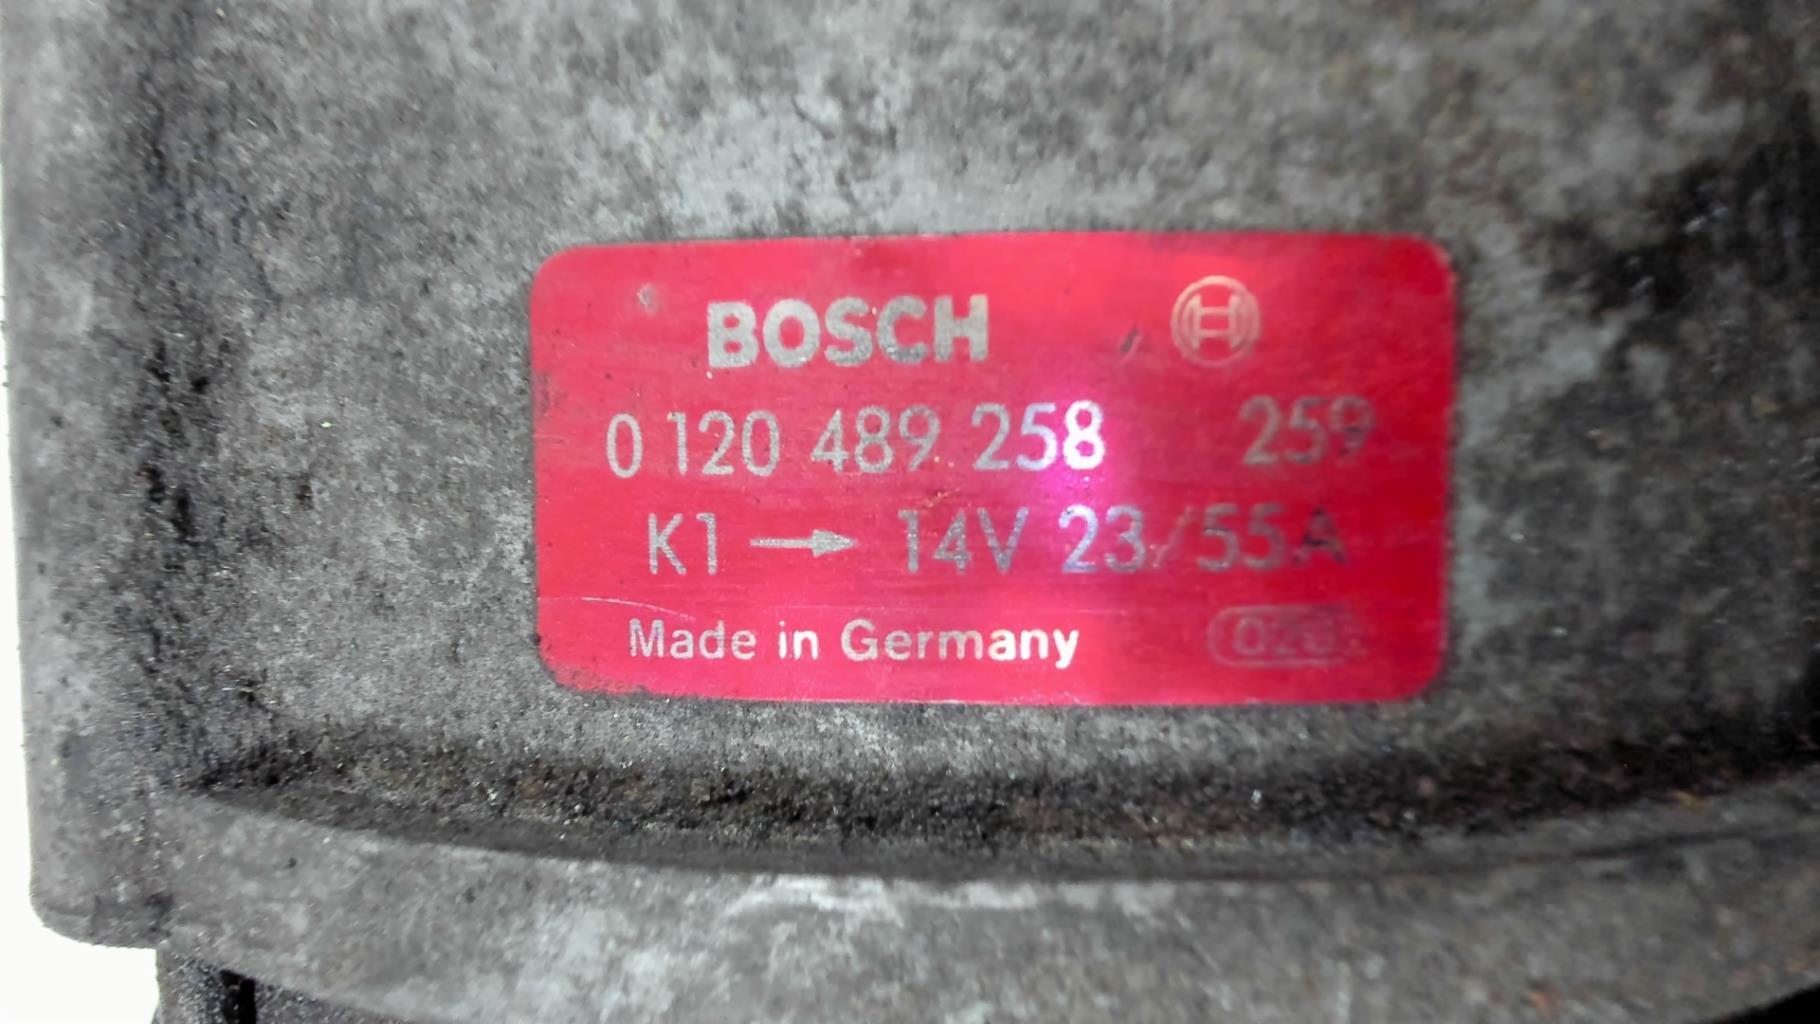 BOSCH
0 120 489 258 259
K1 → 14V 23/55A
Made in Germany